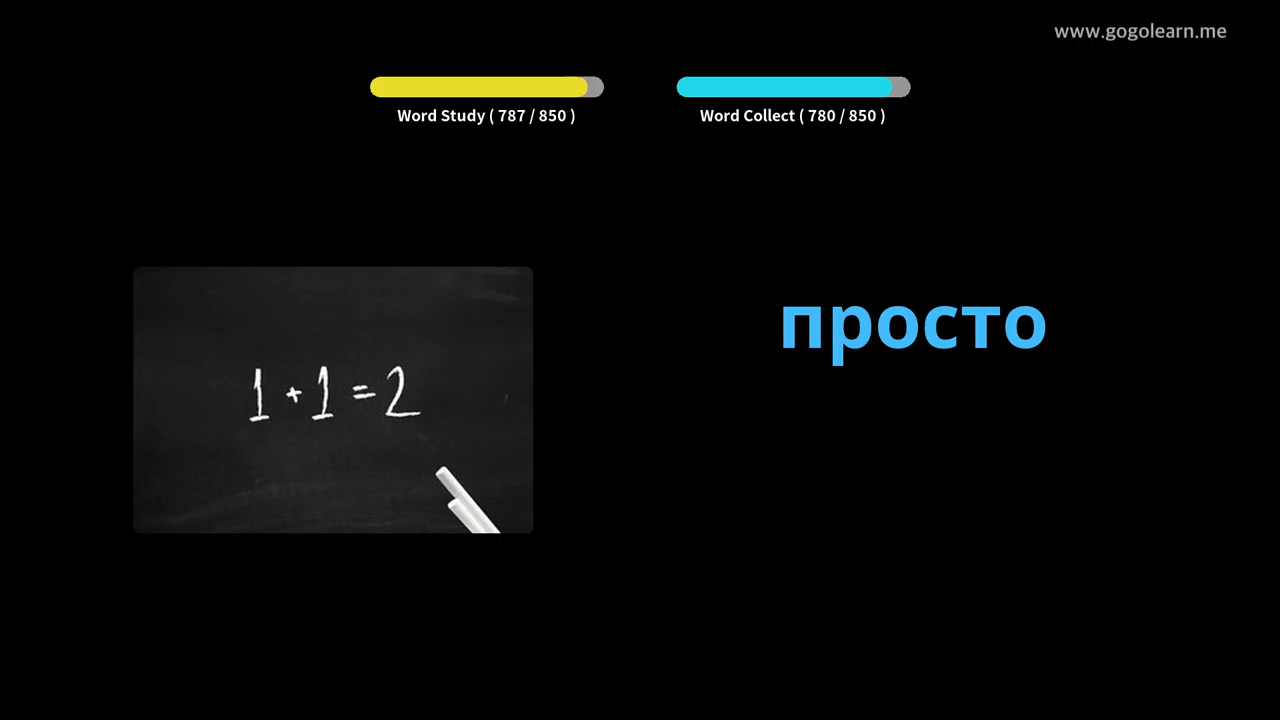 www.gogolearn.me
Word Study ( 787 / 850 )
Word Collect ( 780 / 850 )
просто
1 + 1 = 2